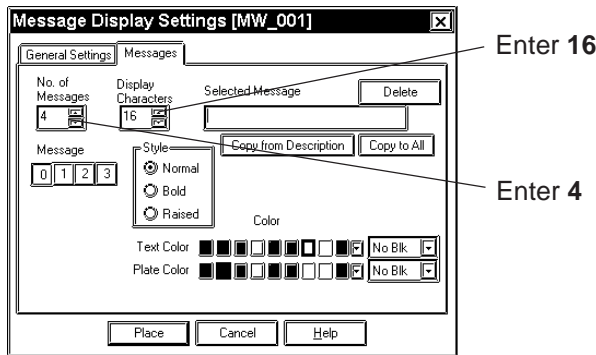 Message Display Settings [MW_001]
General Settings
Messages
Enter 16
No. of Messages
Display Characters
Selected Message
Delete
4
16
Copy from Description
Copy to All
Message
0 1 2 3
Style
Normal
Bold
Raised
Enter 4
Color
Text Color
No Blk
Plate Color
No Blk
Place
Cancel
Help